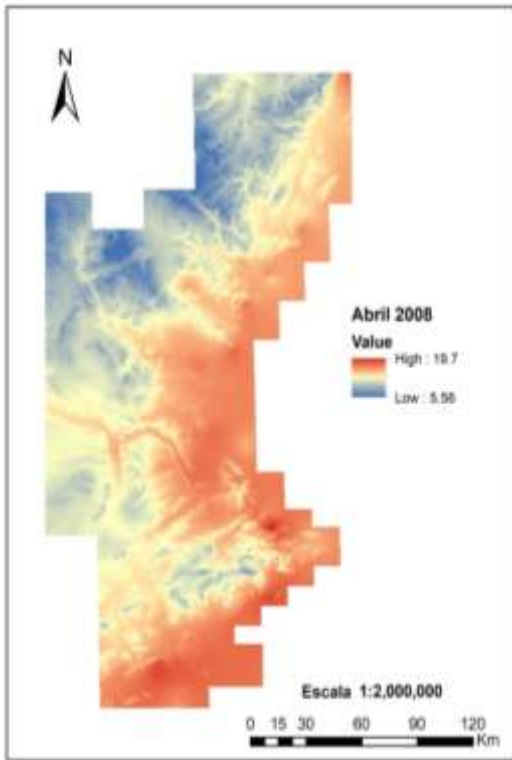 N
Abril 2008
Value
High : 19.7
Low : 5.56
Escala 1:2,000,000
0 15 30 60 90 120
Km